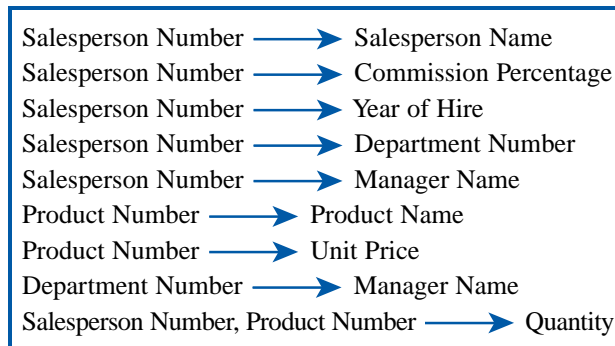 Salesperson Number ⟶ Salesperson Name
Salesperson Number ⟶ Commission Percentage
Salesperson Number ⟶ Year of Hire
Salesperson Number ⟶ Department Number
Salesperson Number ⟶ Manager Name
Product Number ⟶ Product Name
Product Number ⟶ Unit Price
Department Number ⟶ Manager Name
Salesperson Number, Product Number ⟶ Quantity